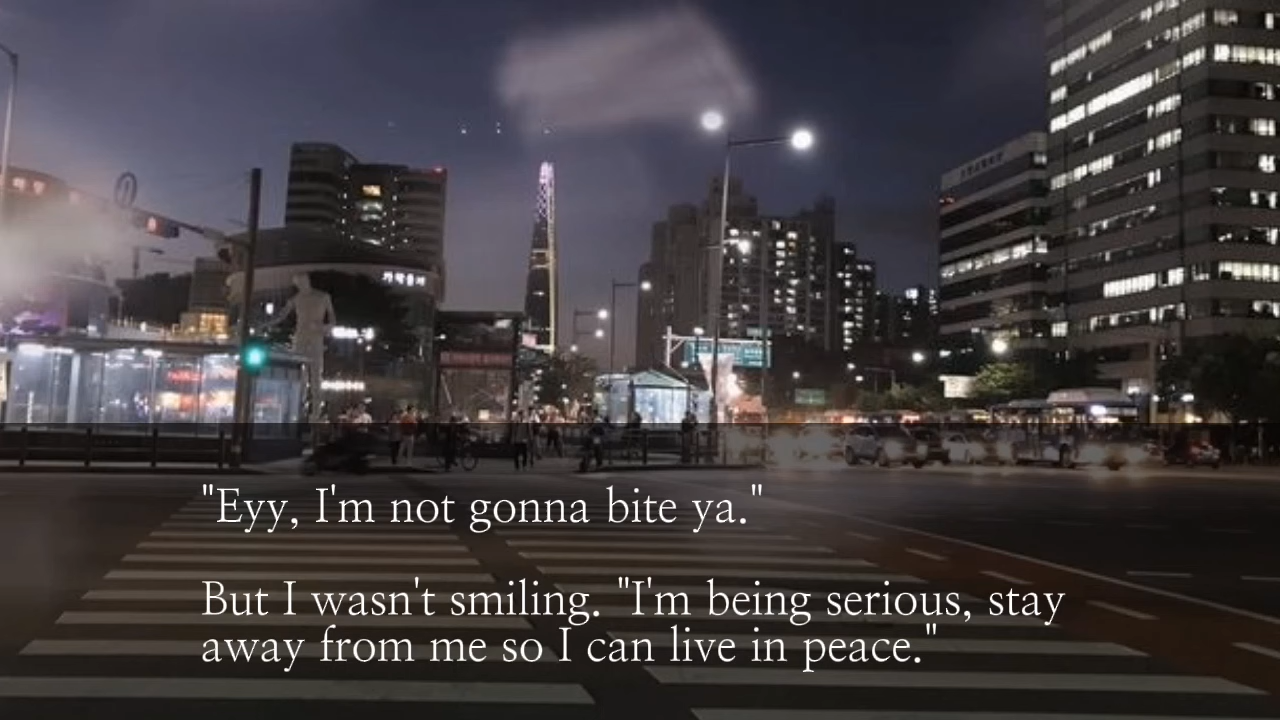 "Eyy, I'm not gonna bite ya."
But I wasn't smiling. "I'm being serious, stay
away from me so I can live in peace."